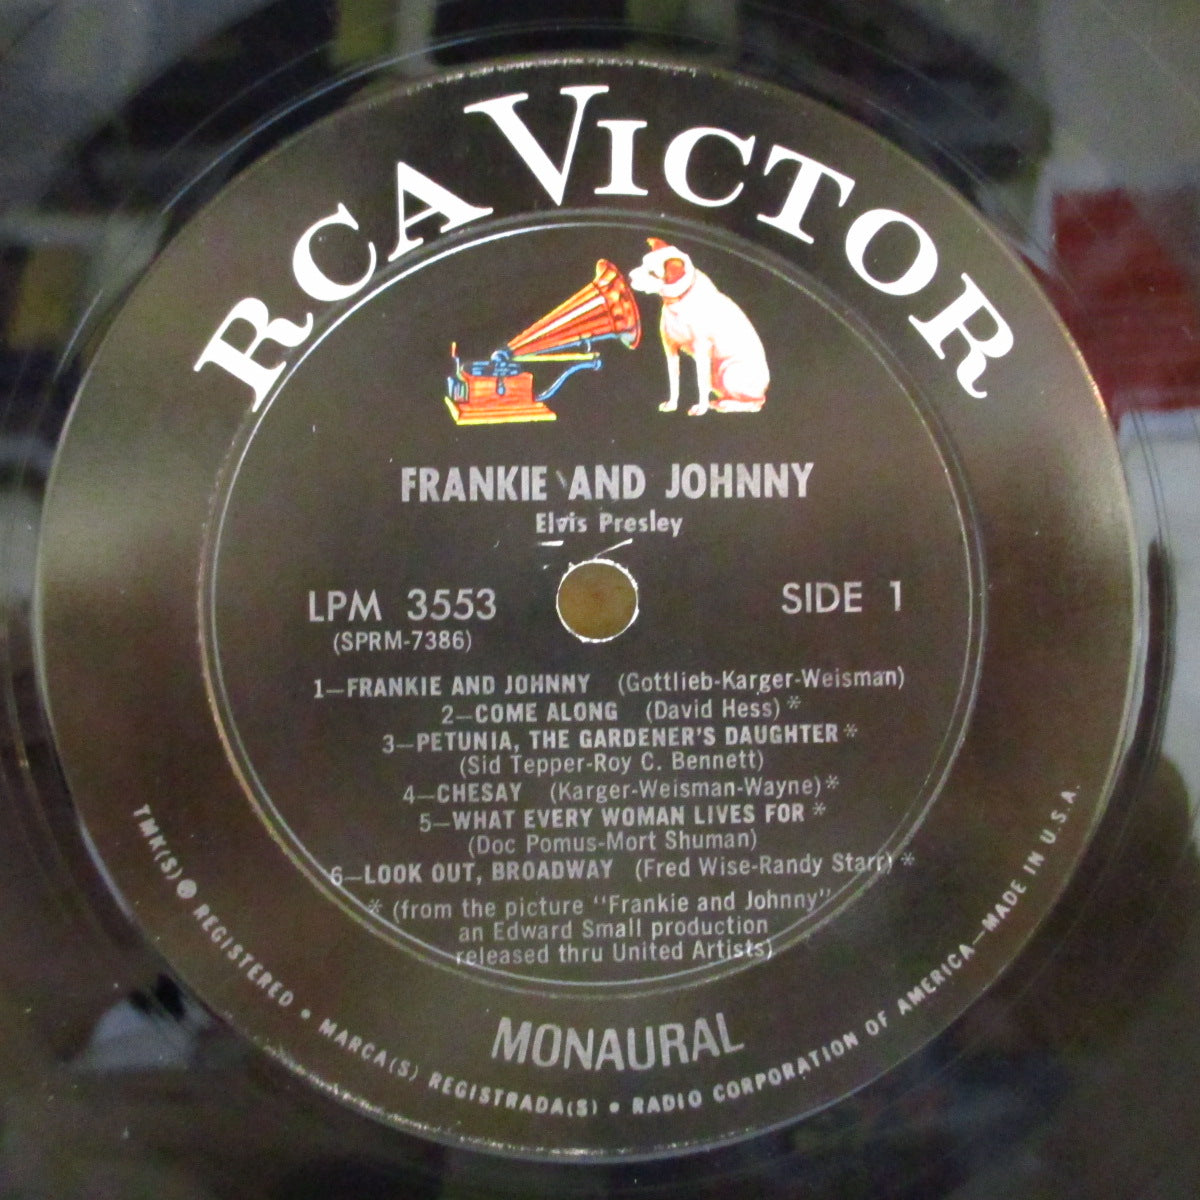 RCA VICTOR
FRANKIE AND JOHNNY
Elvis Presley
LPM 3553
SIDE 1
(SPRM-7386)
1—FRANKIE AND JOHNNY (Gottlieb-Karger-Weisman)
2—COME ALONG (David Hess)*
3—PETUNIA, THE GARDENER'S DAUGHTER*
(Sid Tepper-Roy C. Bennett)
4—CHESAY (Karger-Weisman-Wayne)*
5—WHAT EVERY WOMAN LIVES FOR*
(Doc Pomus-Mort Shuman)
6—LOOK OUT, BROADWAY (Fred Wise-Randy Starr)*
* (from the picture "Frankie and Johnny"
an Edward Small production
released thru United Artists)
MONAURAL
TMK(S) ® REGISTERED • MARCA(S) REGISTRADA(S) • RADIO CORPORATION OF AMERICA—MADE IN U.S.A.